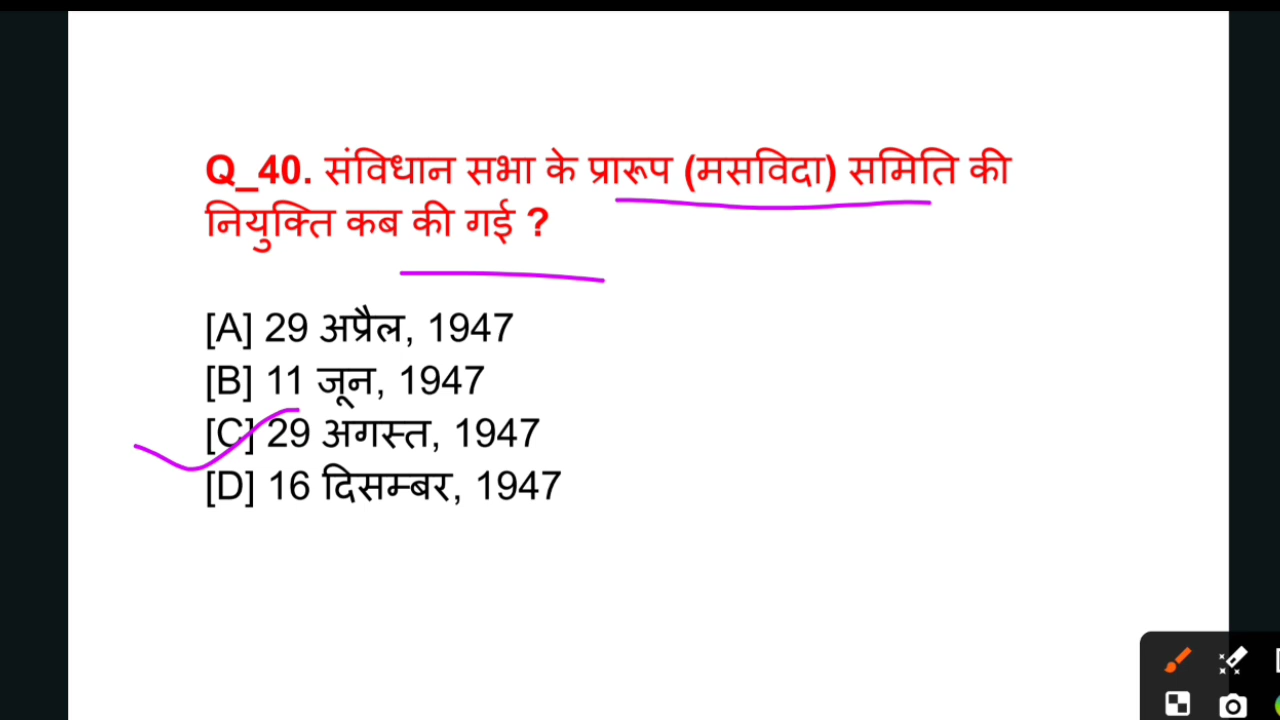 Q_40. संविधान सभा के प्रारूप (मसविदा) समिति की
नियुक्ति कब की गई ?
[A] 29 अप्रैल, 1947
[B] 11 जून, 1947
[C] 29 अगस्त, 1947
[D] 16 दिसम्बर, 1947